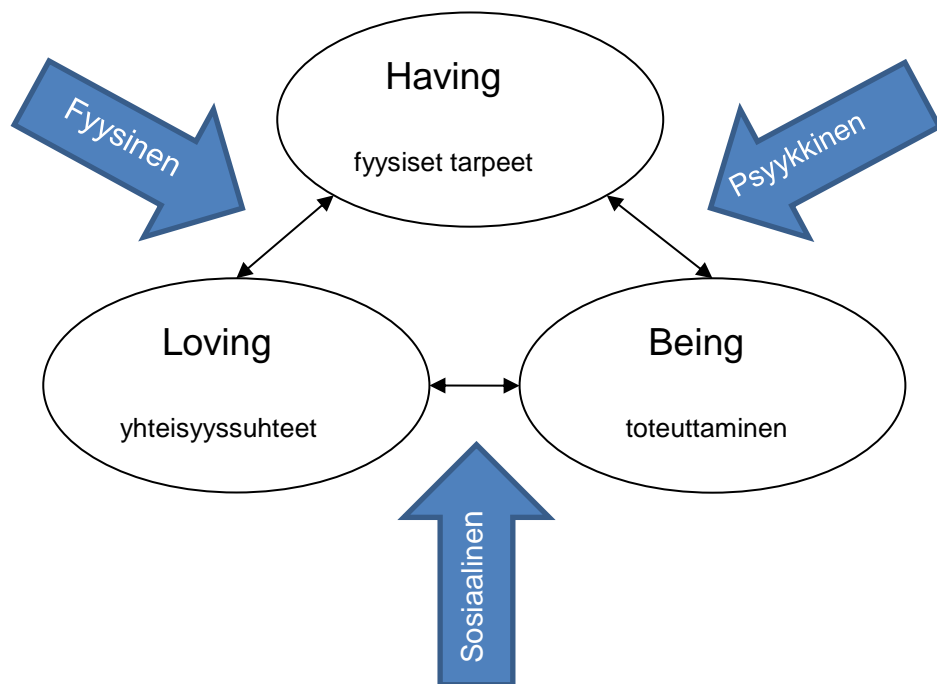 Having
Fyysinen
Psyykkinen
fyysiset tarpeet
Loving
Being
yhteisyyssuhteet
toteuttaminen
Sosiaalinen